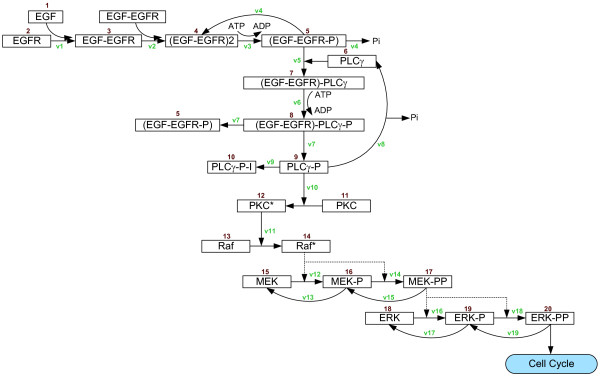 1
EGF
EGF-EGFR
v4
ATP ADP
2 3 4 5
EGFR EGF-EGFR (EGF-EGFR)2 (EGF-EGFR-P) Pi
v1 v2 v3 v4
6
v5 PLCγ
7
(EGF-EGFR)-PLCγ
ATP
v6
ADP
5 8
(EGF-EGFR-P) v7 (EGF-EGFR)-PLCγ-P Pi
v7 v8
10 9
PLCγ-P-I v9 PLCγ-P
v10
12 11
PKC* PKC
v11
13 14
Raf Raf*
15 16 17
MEK v12 MEK-P v14 MEK-PP
v13 v15
18 19 20
ERK v16 ERK-P v18 ERK-PP
v17 v19
Cell Cycle